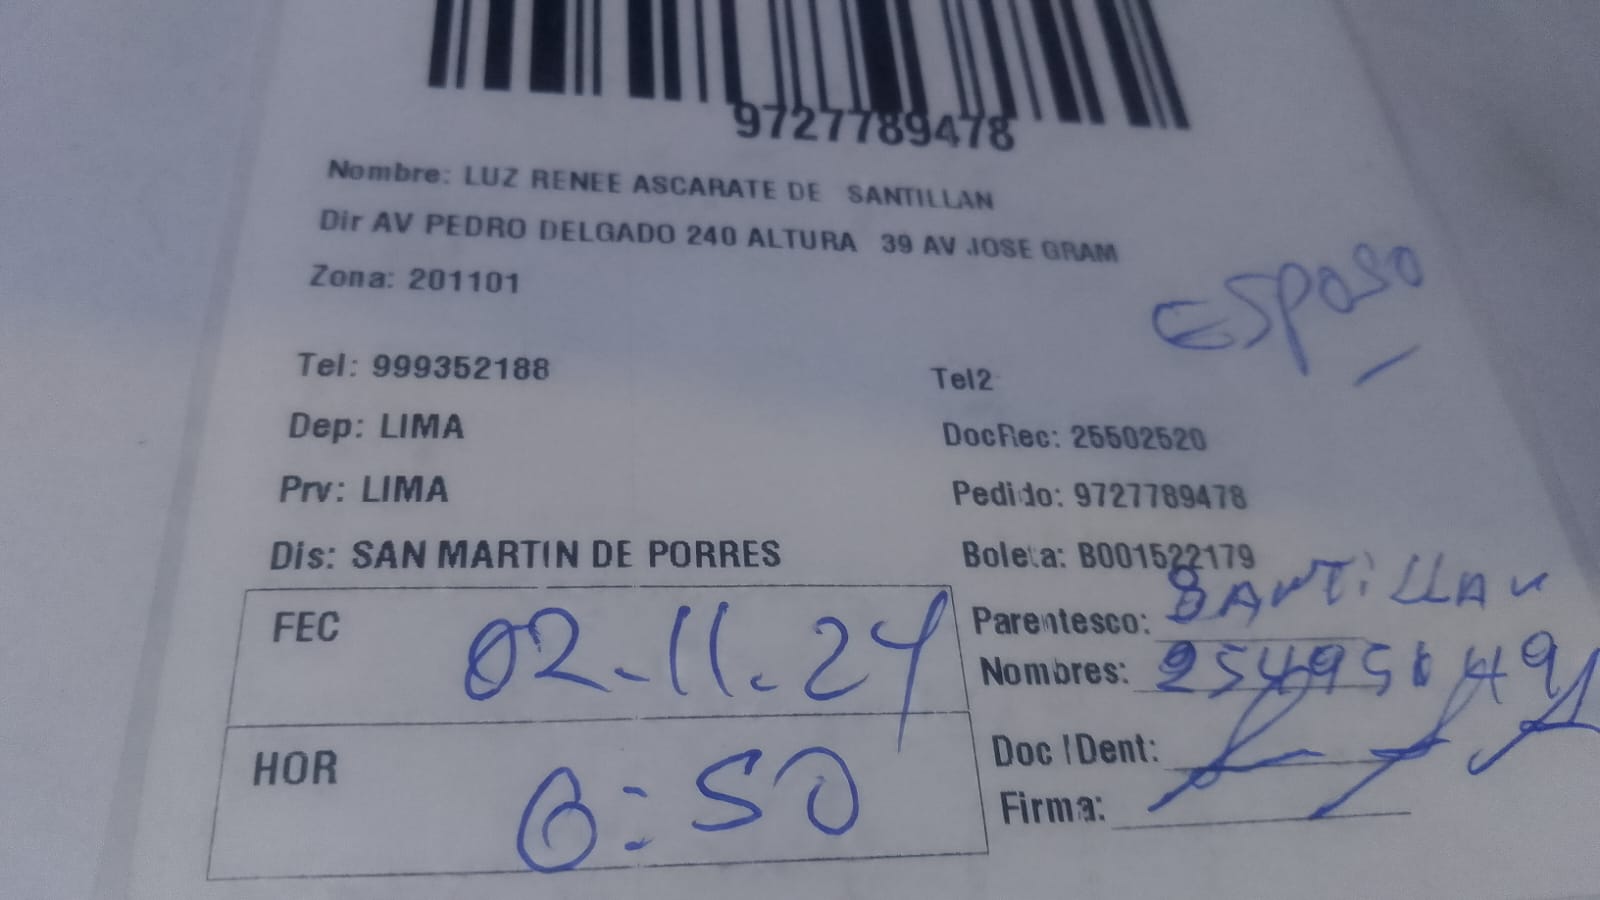 9727789478
Nombre: LUZ RENEE ASCARATE DE SANTILLAN
Dir AV PEDRO DELGADO 240 ALTURA 39 AV JOSE GRAM
Zona: 201101
Esposo
Tel: 999352188
Tel2
Dep: LIMA
DocRec: 25502520
Prv: LIMA
Pedido: 9727789478
Dis: SAN MARTIN DE PORRES
Boleta: B001522179
FEC 02.11.24
Parentesco: SANTiLLAN
Nombres:
HOR 6:50
Doc IDent:
Firma: